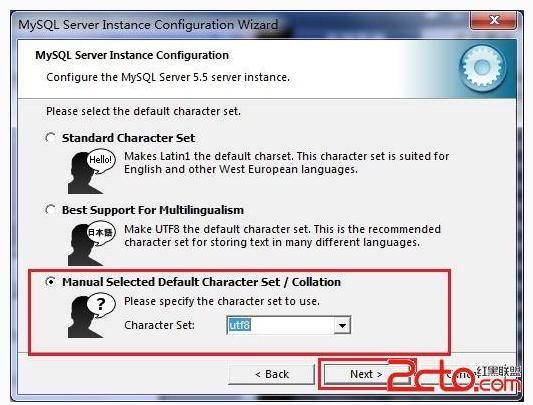 MySQL Server Instance Configuration Wizard
MySQL Server Instance Configuration
Configure the MySQL Server 5.5 server instance.
Please select the default character set.
Standard Character Set
Hello!
Makes Latin1 the default charset. This character set is suited for
English and other West European languages.
Best Support For Multilingualism
日本語
Make UTF8 the default character set. This is the recommended
character set for storing text in many different languages.
Manual Selected Default Character Set / Collation
?
Please specify the character set to use.
Character Set: utf8
< Back Next >
2cto.com 红黑联盟